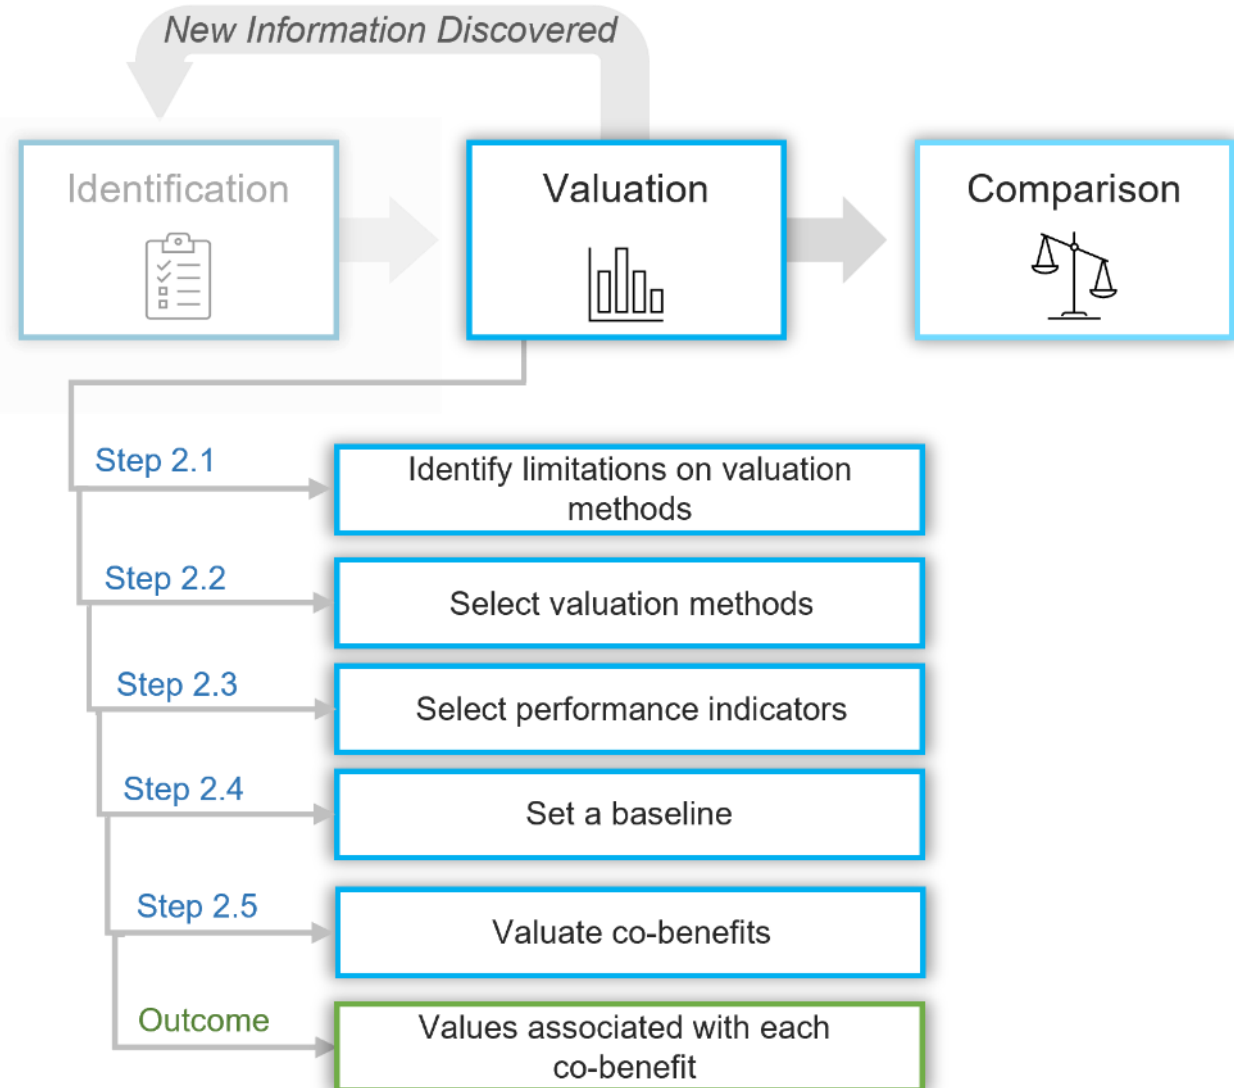 New Information Discovered
Identification
Valuation
Comparison
Step 2.1
Identify limitations on valuation
methods
Step 2.2
Select valuation methods
Step 2.3
Select performance indicators
Step 2.4
Set a baseline
Step 2.5
Valuate co-benefits
Outcome
Values associated with each
co-benefit